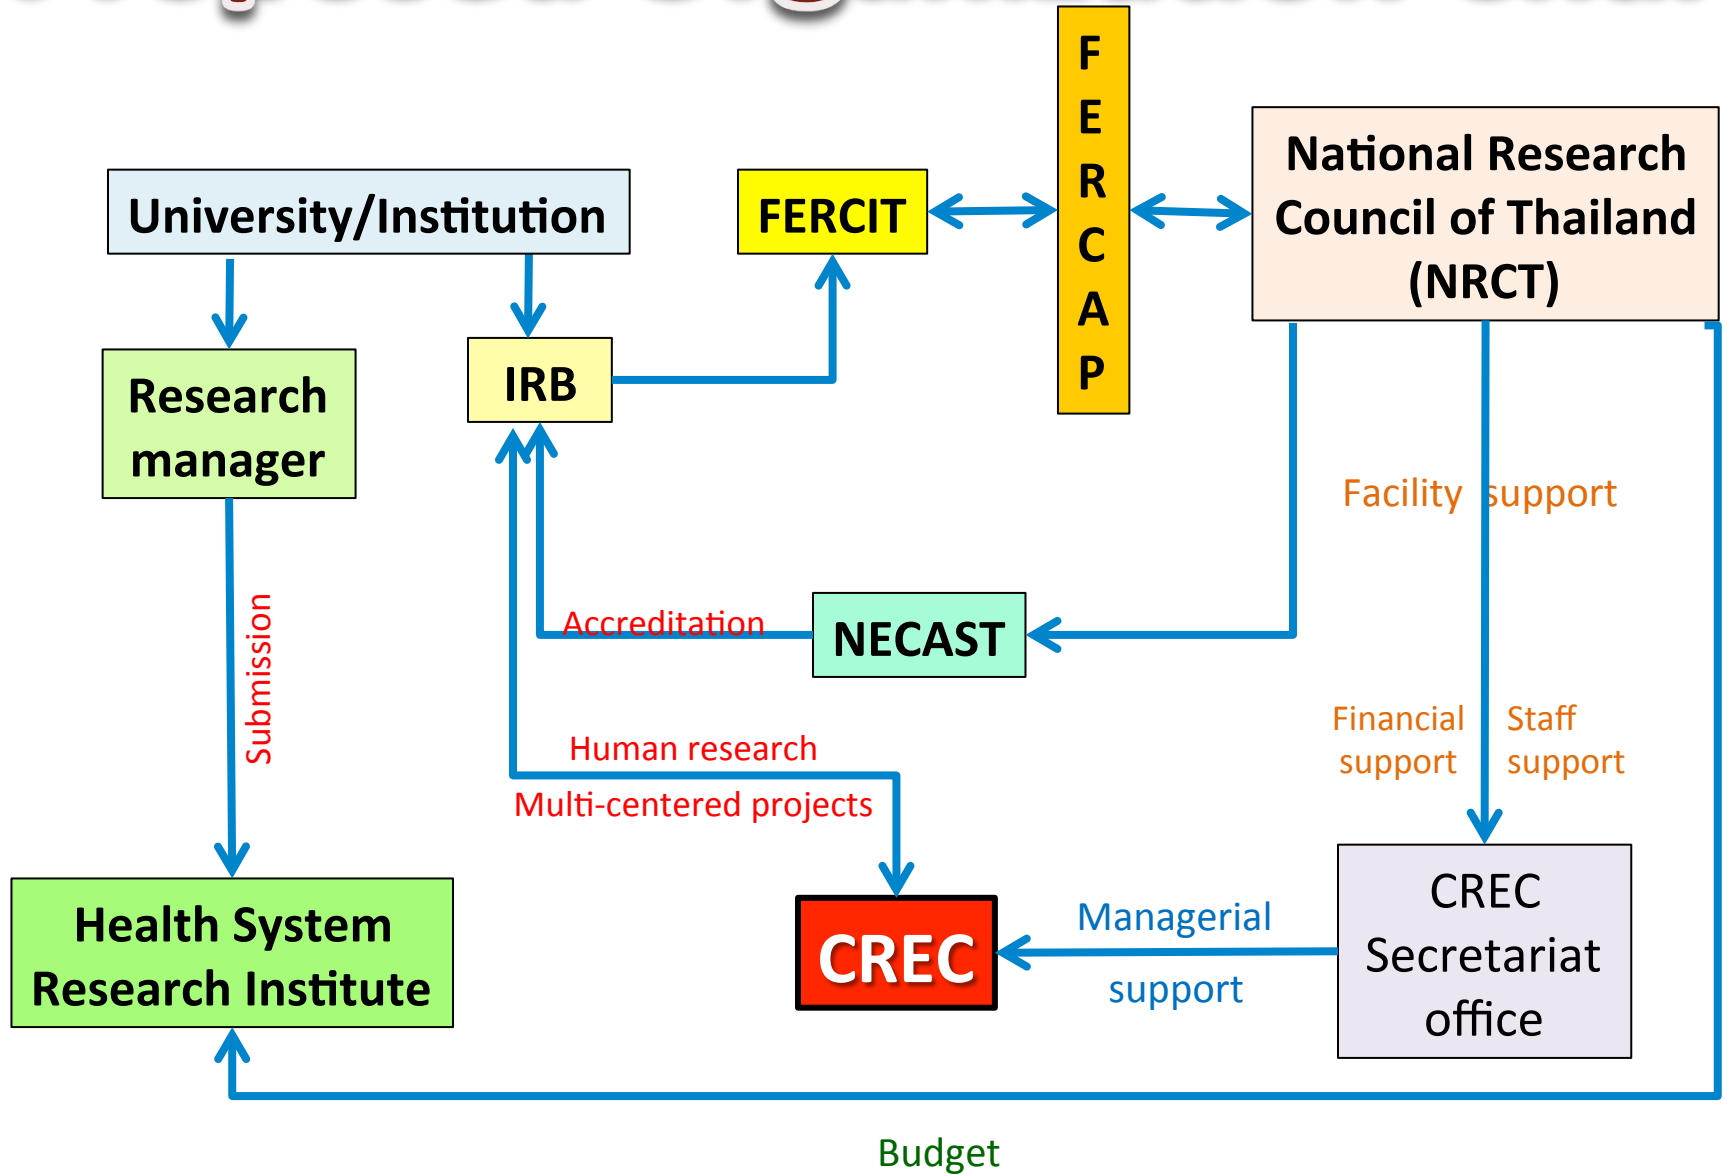 F
E
R
C
A
P
National Research
Council of Thailand
(NRCT)
University/Institution
FERCIT
Research
manager
IRB
Facility support
Submission
Accreditation
NECAST
Financial
support
Staff
support
Human research
Multi-centered projects
Health System
Research Institute
CREC
Managerial
support
CREC
Secretariat
office
Budget